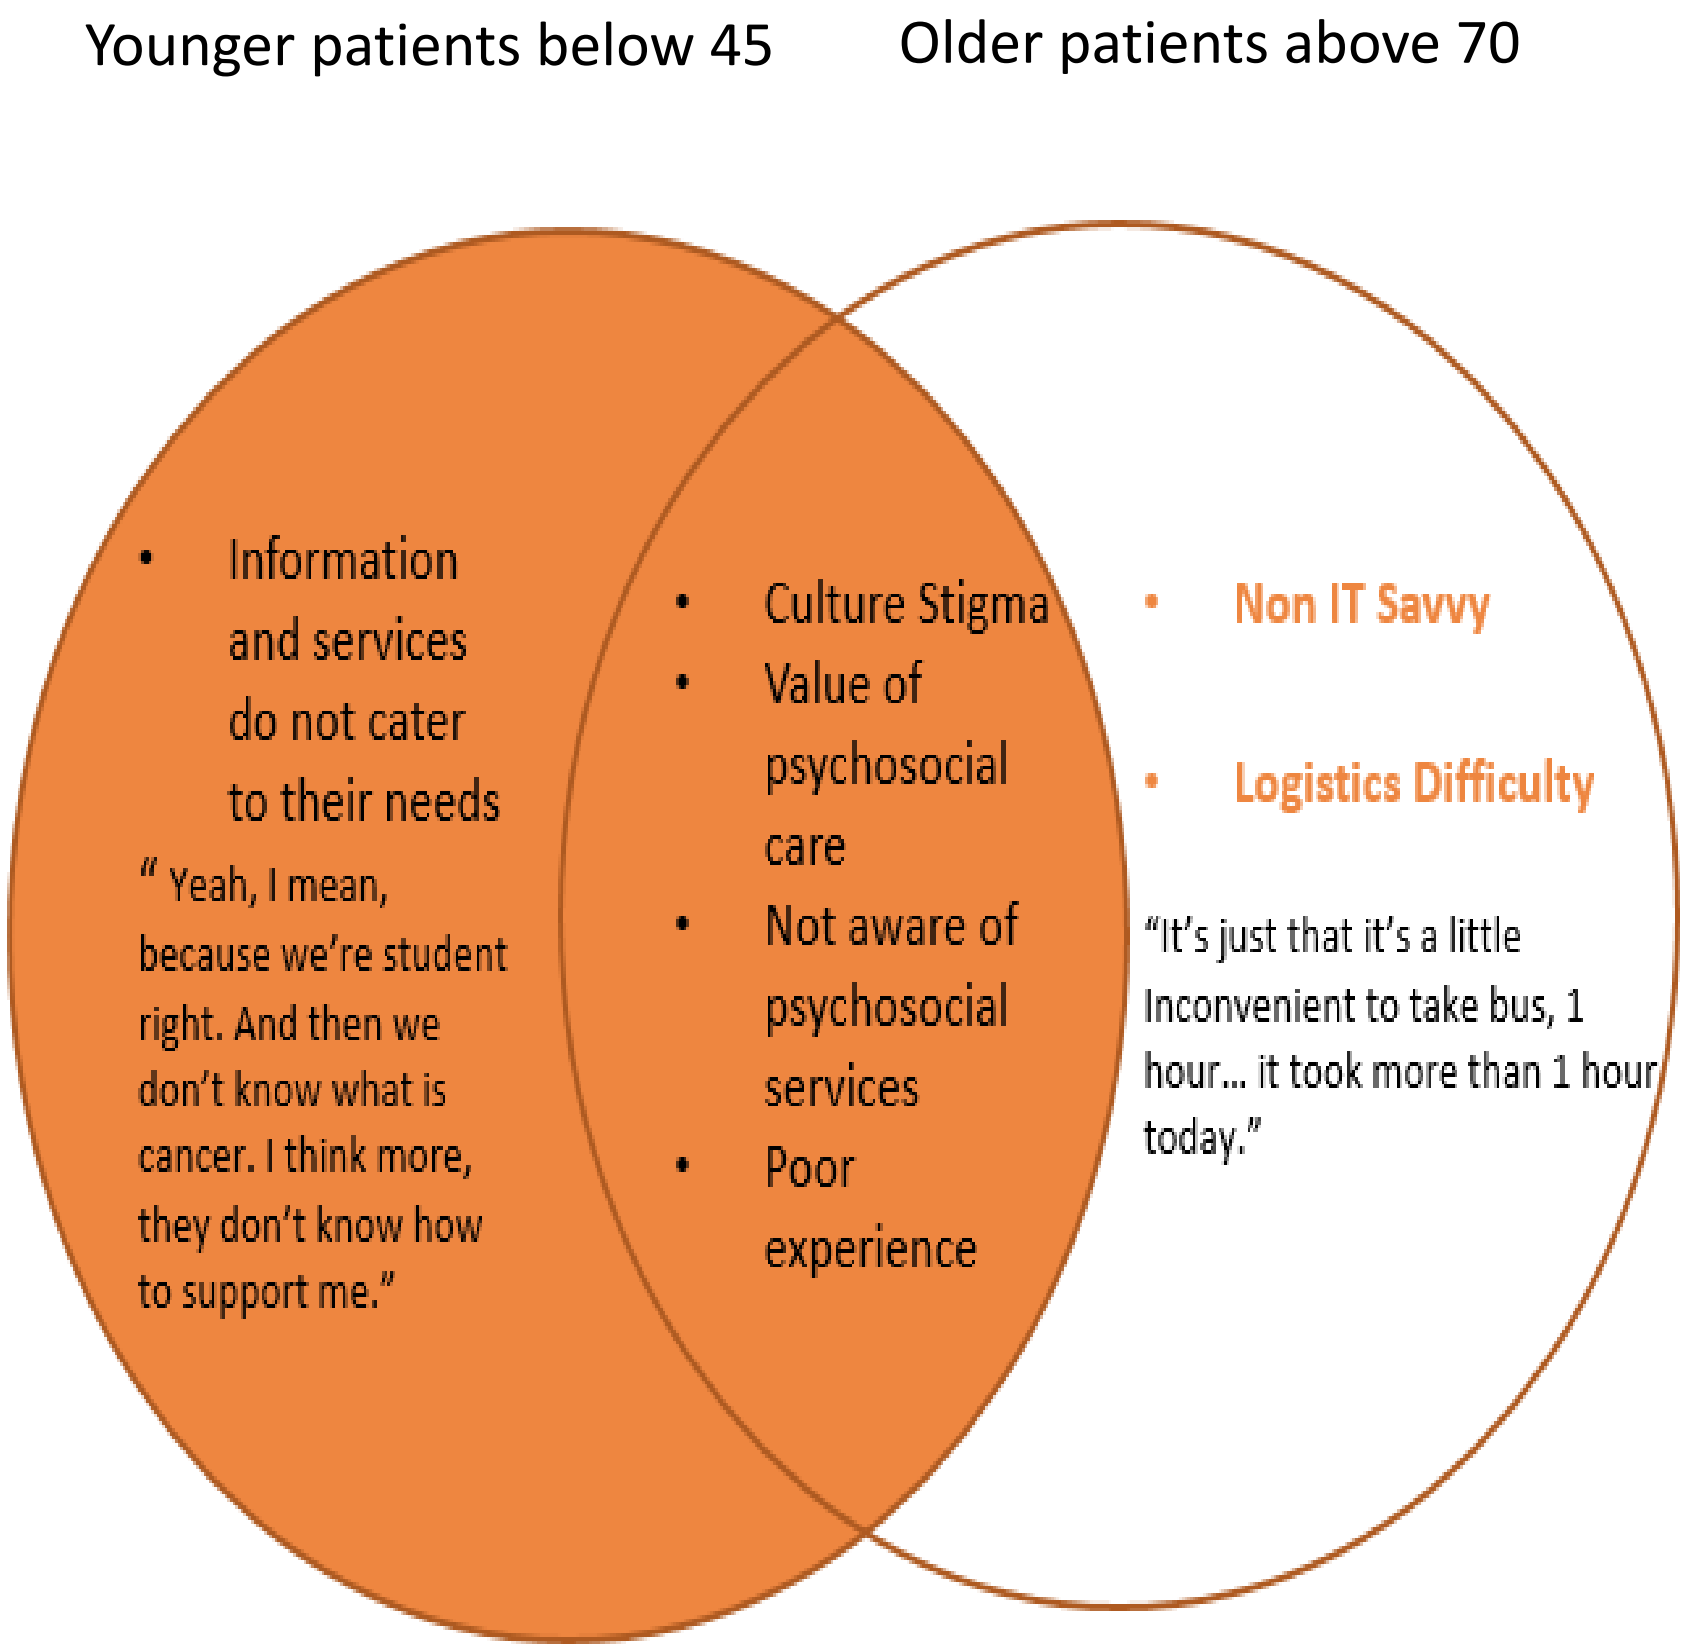 Younger patients below 45
Older patients above 70
• Information
and services
do not cater
to their needs
“ Yeah, I mean,
because we’re student
right. And then we
don’t know what is
cancer. I think more,
they don’t know how
to support me.”
• Culture Stigma
• Value of
psychosocial
care
• Not aware of
psychosocial
services
• Poor
experience
• Non IT Savvy
• Logistics Difficulty
“It’s just that it’s a little
Inconvenient to take bus, 1
hour... it took more than 1 hour
today.”